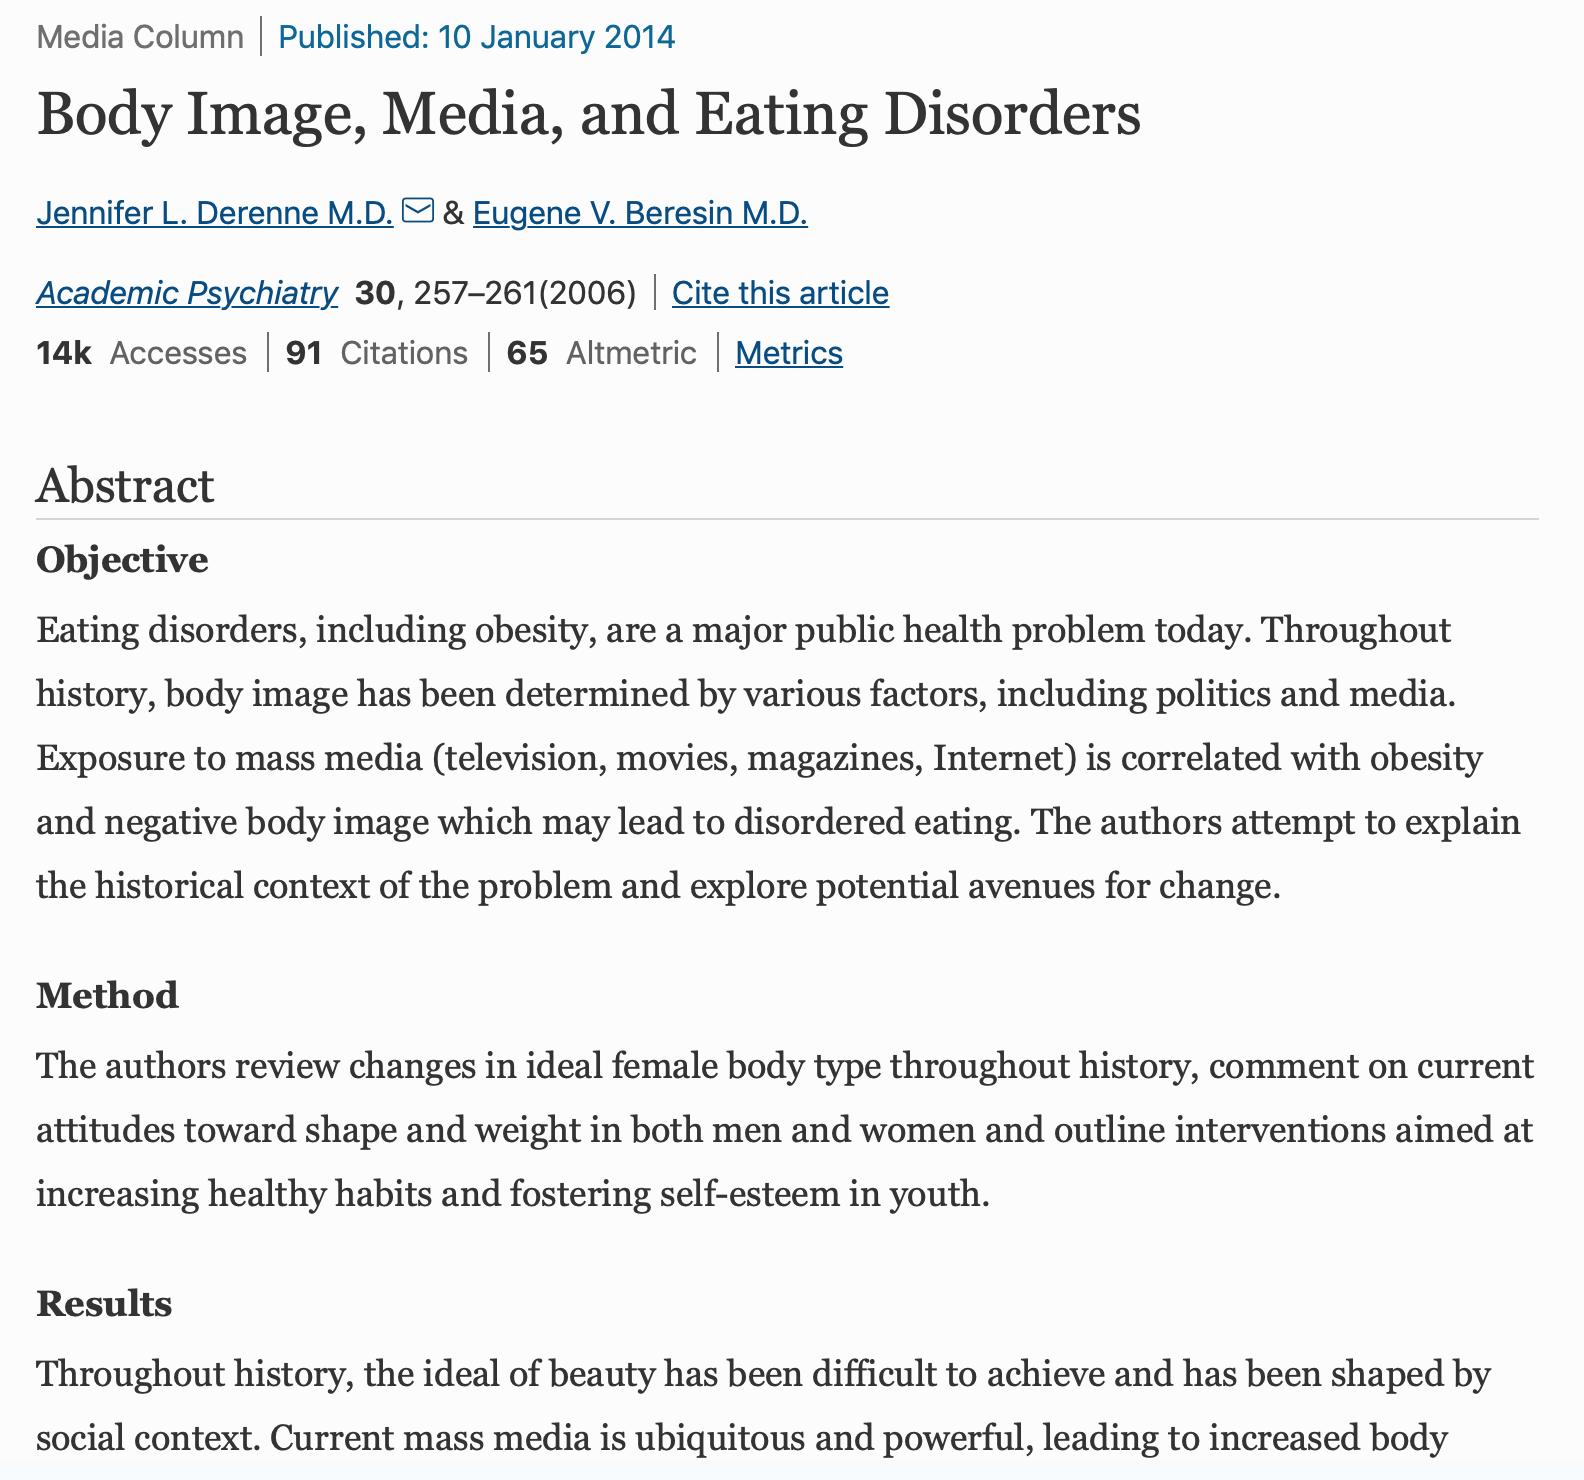 Media Column | Published: 10 January 2014
Body Image, Media, and Eating Disorders
Jennifer L. Derenne M.D. & Eugene V. Beresin M.D.
Academic Psychiatry 30, 257–261(2006) | Cite this article
14k Accesses | 91 Citations | 65 Altmetric | Metrics
Abstract
Objective
Eating disorders, including obesity, are a major public health problem today. Throughout
history, body image has been determined by various factors, including politics and media.
Exposure to mass media (television, movies, magazines, Internet) is correlated with obesity
and negative body image which may lead to disordered eating. The authors attempt to explain
the historical context of the problem and explore potential avenues for change.
Method
The authors review changes in ideal female body type throughout history, comment on current
attitudes toward shape and weight in both men and women and outline interventions aimed at
increasing healthy habits and fostering self-esteem in youth.
Results
Throughout history, the ideal of beauty has been difficult to achieve and has been shaped by
social context. Current mass media is ubiquitous and powerful, leading to increased body